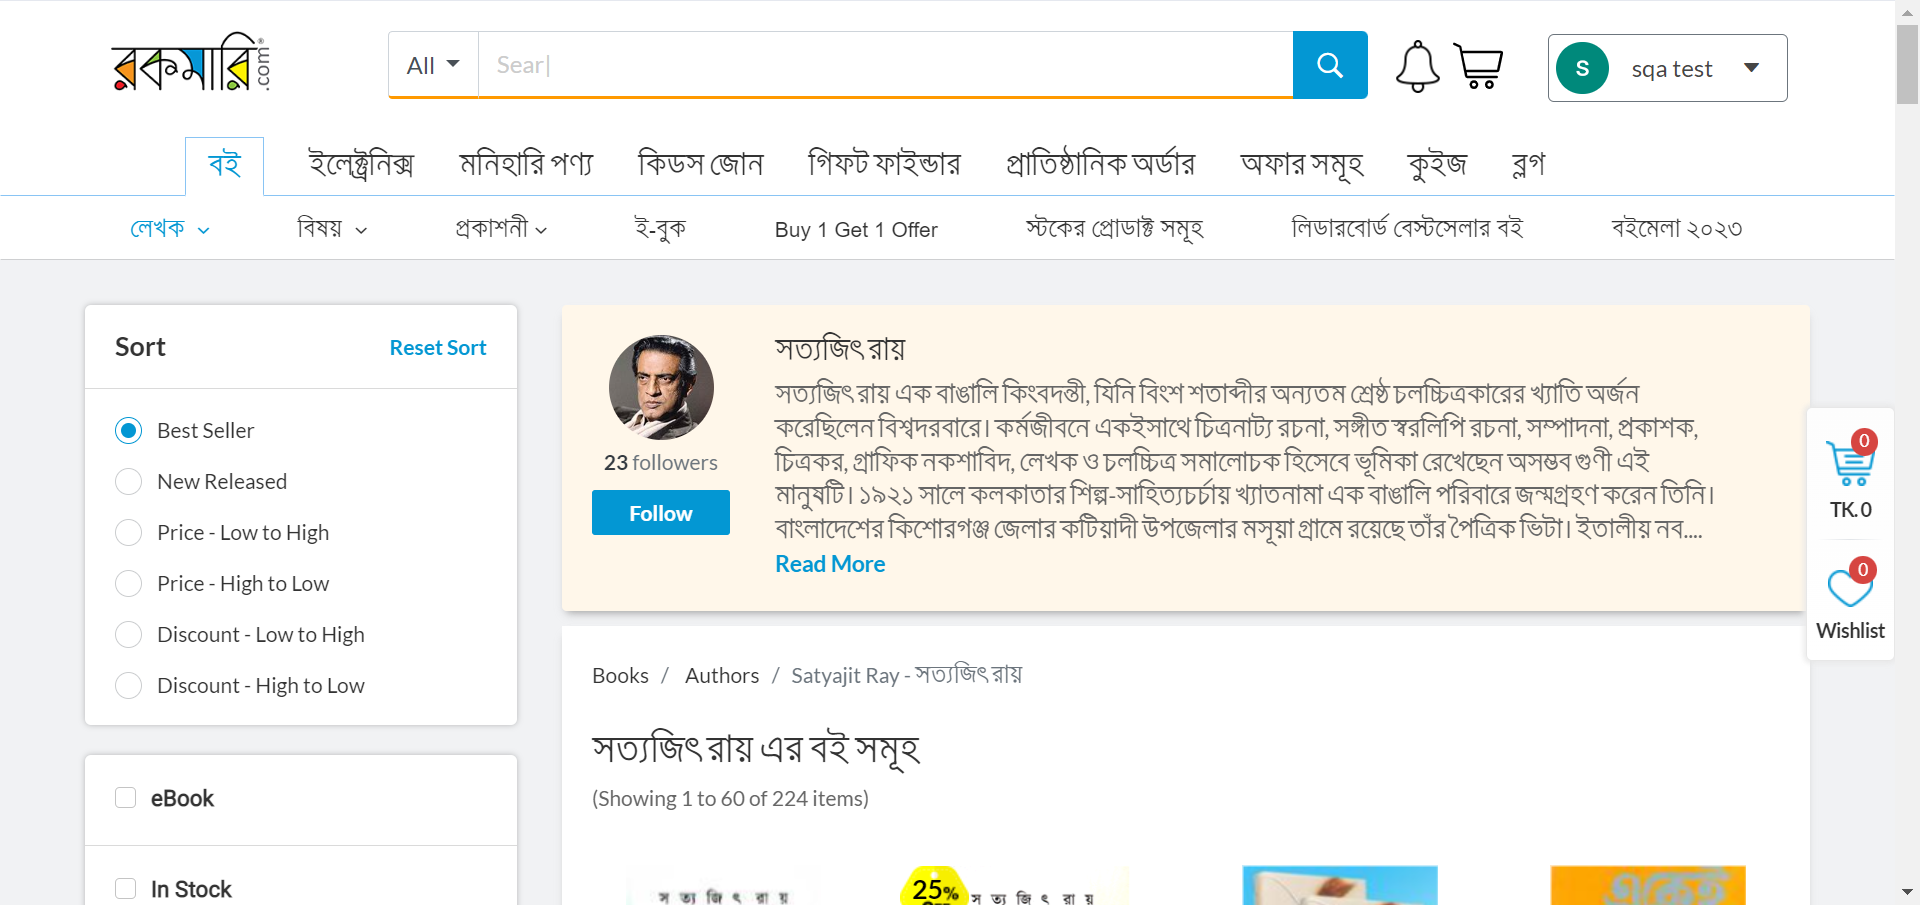 রকমারি.com
All
Sear
S
sqa test
বই
ইলেক্ট্রনিক্স
মনিহারি পণ্য
কিডস জোন
গিফট ফাইন্ডার
প্রাতিষ্ঠানিক অর্ডার
অফার সমূহ
কুইজ
ব্লগ
লেখক
বিষয়
প্রকাশনী
ই-বুক
Buy 1 Get 1 Offer
স্টকের প্রোডাক্ট সমূহ
লিডারবোর্ড বেস্টসেলার বই
বইমেলা ২০২৩
Sort
Reset Sort
Best Seller
New Released
Price - Low to High
Price - High to Low
Discount - Low to High
Discount - High to Low
eBook
In Stock
23 followers
Follow
সত্যজিৎ রায়
সত্যজিৎ রায় এক বাঙালি কিংবদন্তী, যিনি বিংশ শতাব্দীর অন্যতম শ্রেষ্ঠ চলচ্চিত্রকারের খ্যাতি অর্জন
করেছিলেন বিশ্বদরবারে। কর্মজীবনে একইসাথে চিত্রনাট্য রচনা, সঙ্গীত স্বরলিপি রচনা, সম্পাদনা, প্রকাশক,
চিত্রকর, গ্রাফিক নকশাবিদ, লেখক ও চলচ্চিত্র সমালোচক হিসেবে ভূমিকা রেখেছেন অসম্ভব গুণী এই
মানুষটি। ১৯২১ সালে কলকাতার শিল্প-সাহিত্যচর্চায় খ্যাতনামা এক বাঙালি পরিবারে জন্মগ্রহণ করেন তিনি।
বাংলাদেশের কিশোরগঞ্জ জেলার কটিয়াদী উপজেলার মসূয়া গ্রামে রয়েছে তাঁর পৈত্রিক ভিটা। ইতালীয় নব....
Read More
0
TK. 0
0
Wishlist
Books / Authors / Satyajit Ray - সত্যজিৎ রায়
সত্যজিৎ রায় এর বই সমূহ
(Showing 1 to 60 of 224 items)
স ত্য জি ৎ রা য়
25%
স ত্য জি ৎ রা য়